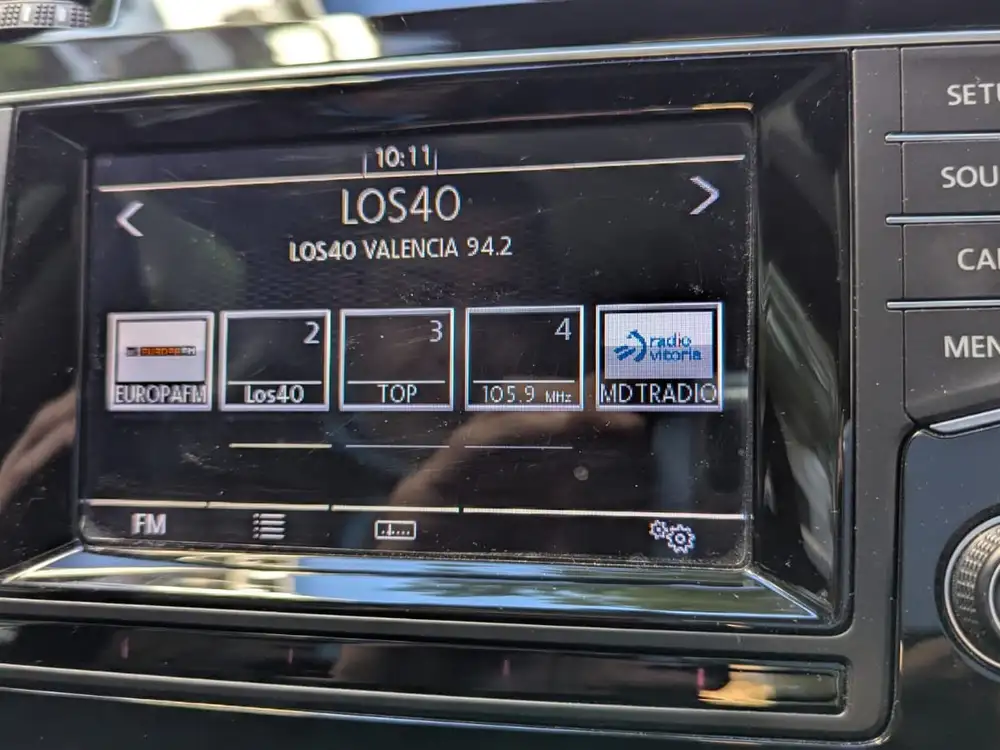 10:11
LOS40
LOS40 VALENCIA 94.2
EUROPAFM
2
3
4
radio
vitoria
EUROPAFM
Los40
TOP
105.9 MHz
MDTRADIO
FM
SETU
SOU
CA
MEN